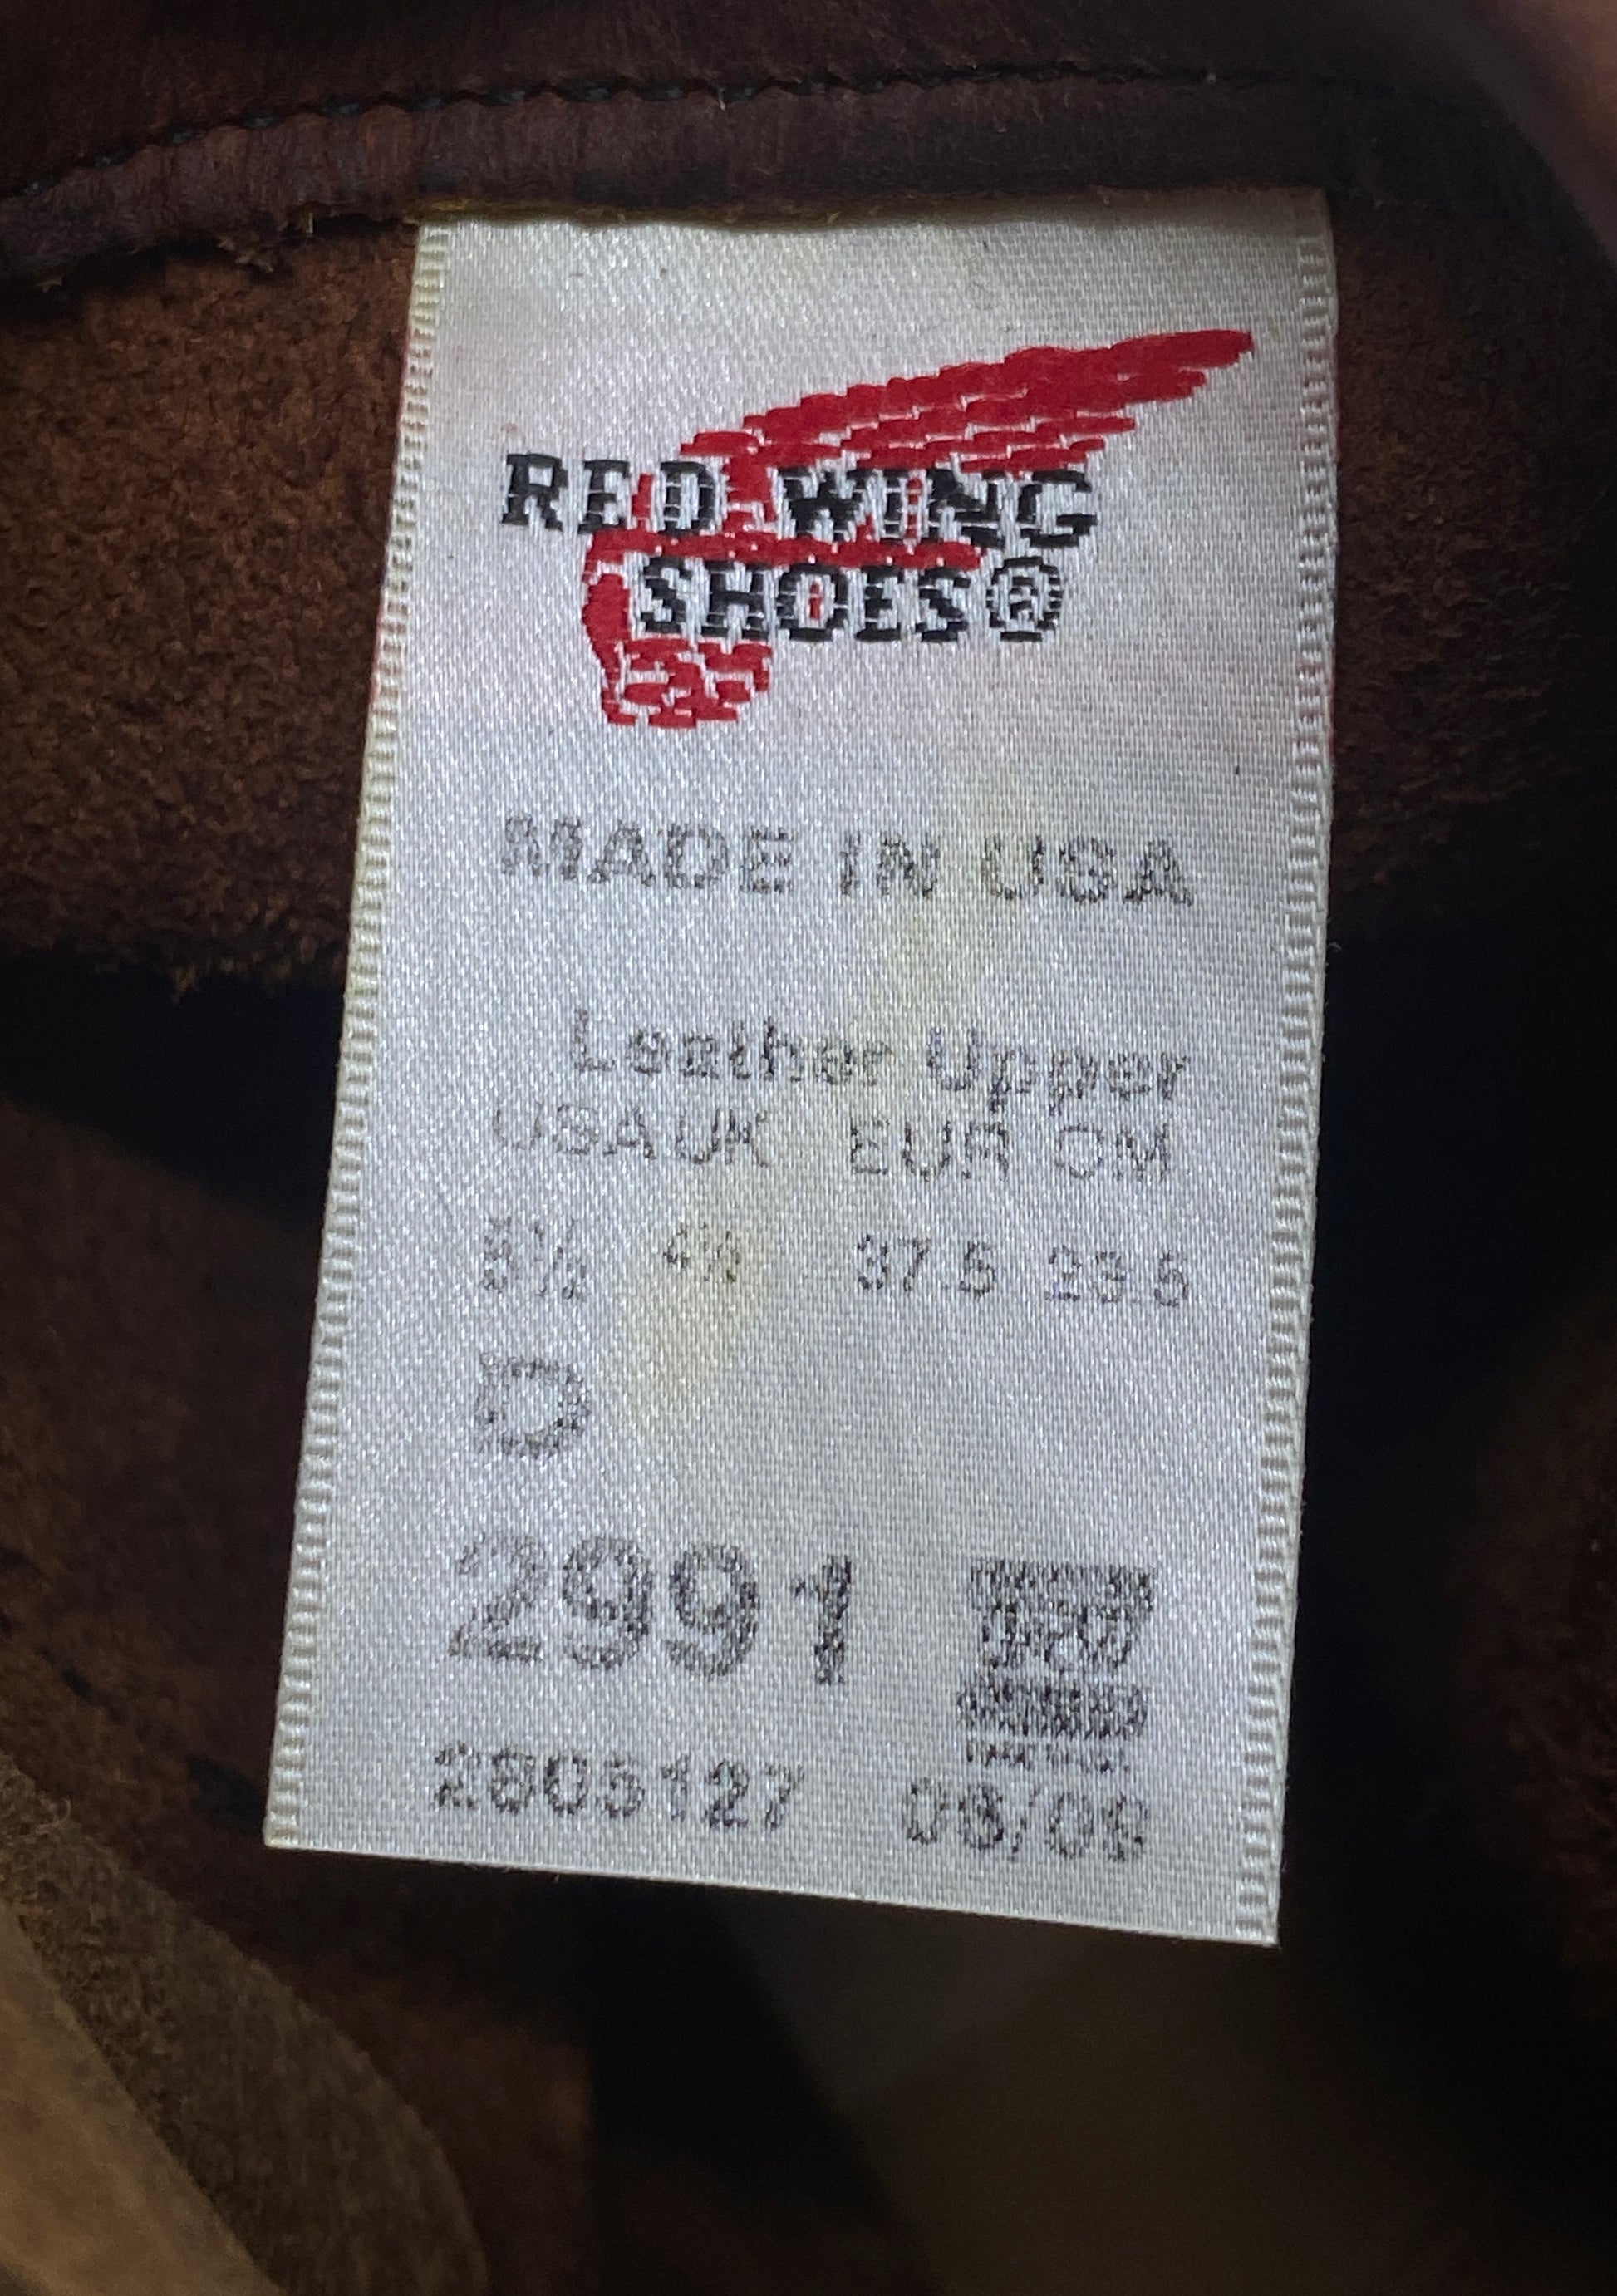 RED WING
SHOES®
MADE IN USA
Leather Upper
USA UK EUR CM
5½ 4½ 37.5 23.5
D
2991
2805127 08/08